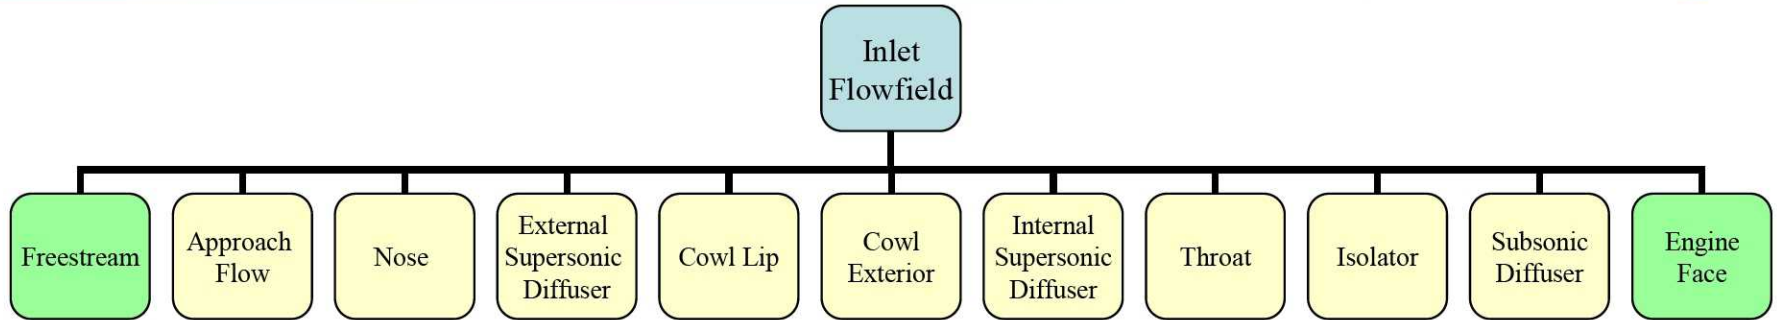 Inlet
Flowfield
Freestream
Approach
Flow
Nose
External
Supersonic
Diffuser
Cowl Lip
Cowl
Exterior
Internal
Supersonic
Diffuser
Throat
Isolator
Subsonic
Diffuser
Engine
Face